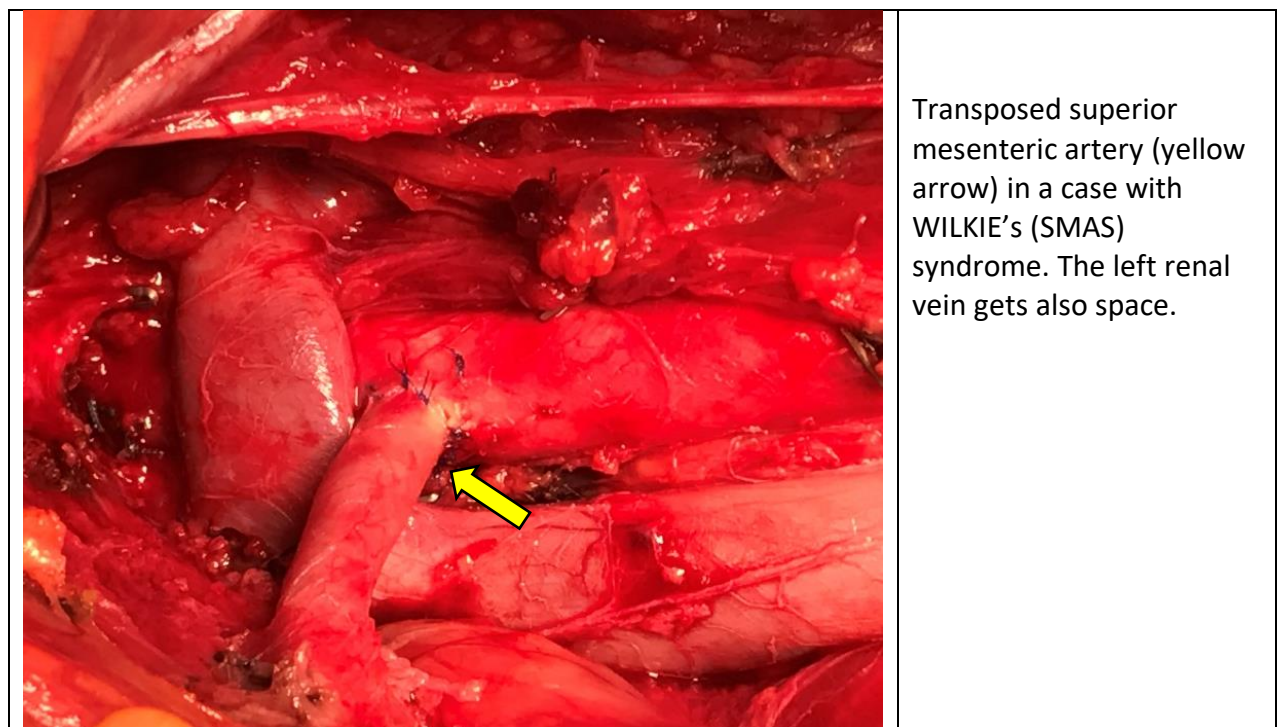 Transposed superior
mesenteric artery (yellow
arrow) in a case with
WILKIE’s (SMAS)
syndrome. The left renal
vein gets also space.